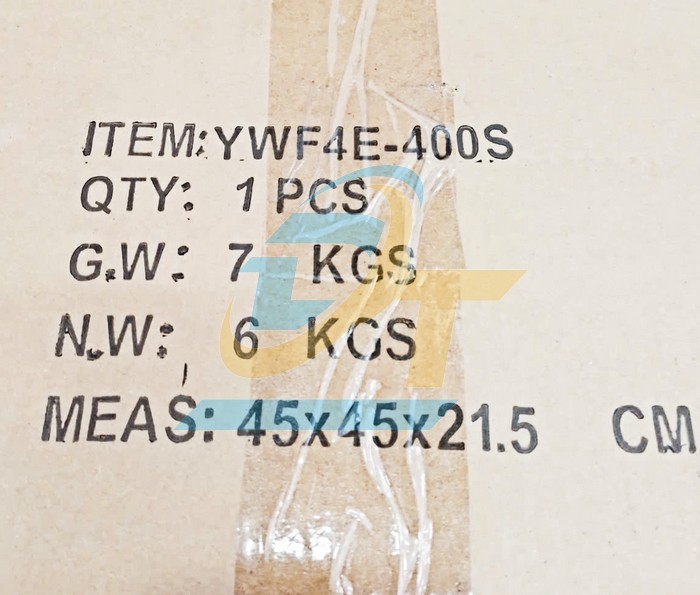 ITEM: YWF4E-400S
QTY: 1 PCS
G.W: 7 KGS
N.W: 6 KGS
MEAS: 45x45x21.5 CM